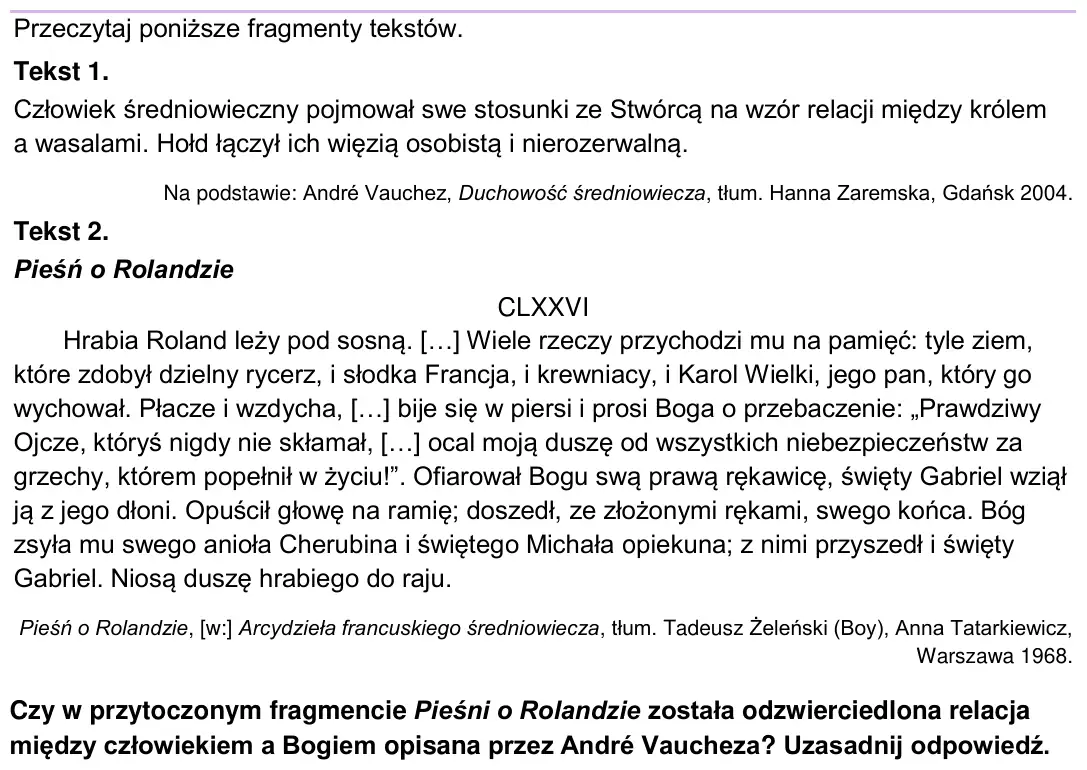 Przeczytaj poniższe fragmenty tekstów.
Tekst 1.
Człowiek średniowieczny pojmował swe stosunki ze Stwórcą na wzór relacji między królem
a wasalami. Hołd łączył ich więzią osobistą i nierozerwalną.
Na podstawie: André Vauchez, Duchowość średniowiecza, tłum. Hanna Zaremska, Gdańsk 2004.
Tekst 2.
Pieśń o Rolandzie
CLXXVI
Hrabia Roland leży pod sosną. […] Wiele rzeczy przychodzi mu na pamięć: tyle ziem,
które zdobył dzielny rycerz, i słodka Francja, i krewniacy, i Karol Wielki, jego pan, który go
wychował. Płacze i wzdycha, […] bije się w piersi i prosi Boga o przebaczenie: „Prawdziwy
Ojcze, któryś nigdy nie skłamał, […] ocal moją duszę od wszystkich niebezpieczeństw za
grzechy, którem popełnił w życiu!”. Ofiarował Bogu swą prawą rękawicę, święty Gabriel wziął
ją z jego dłoni. Opuścił głowę na ramię; doszedł, ze złożonymi rękami, swego końca. Bóg
zsyła mu swego anioła Cherubina i świętego Michała opiekuna; z nimi przyszedł i święty
Gabriel. Niosą duszę hrabiego do raju.
Pieśń o Rolandzie, [w:] Arcydzieła francuskiego średniowiecza, tłum. Tadeusz Żeleński (Boy), Anna Tatarkiewicz,
Warszawa 1968.
Czy w przytoczonym fragmencie Pieśni o Rolandzie została odzwierciedlona relacja
między człowiekiem a Bogiem opisana przez André Vaucheza? Uzasadnij odpowiedź.